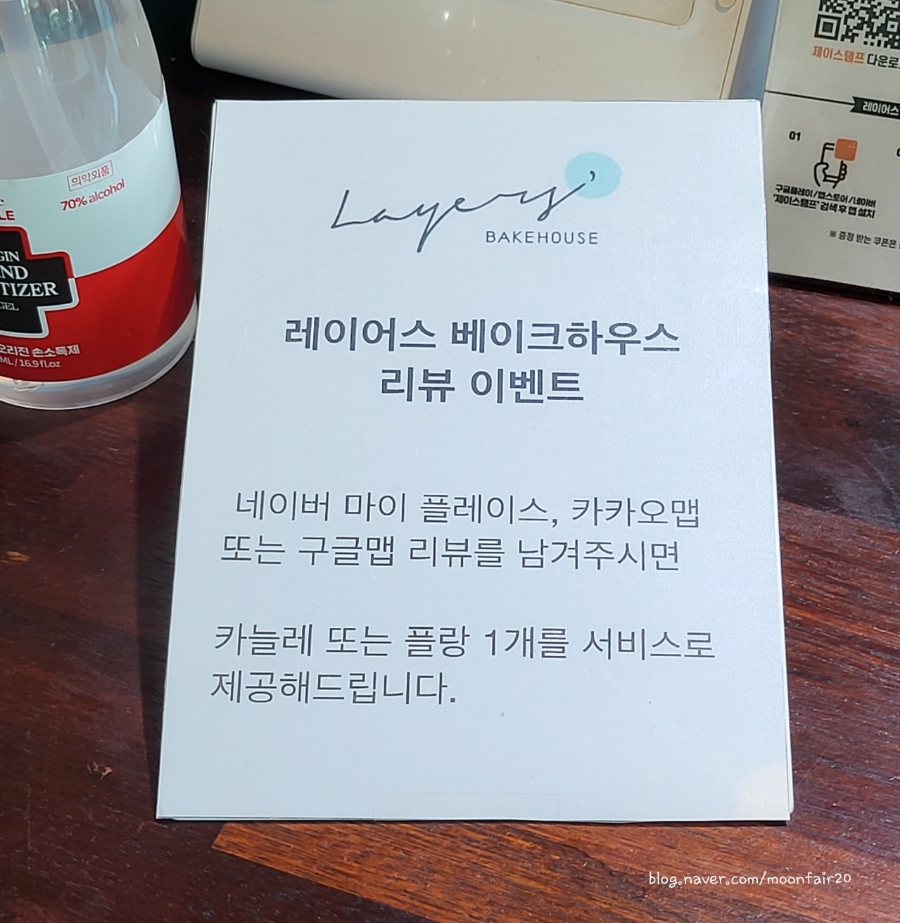 Layers'
BAKEHOUSE
레이어스 베이크하우스
리뷰 이벤트
네이버 마이 플레이스, 카카오맵
또는 구글맵 리뷰를 남겨주시면
카늘레 또는 플랑 1개를 서비스로
제공해드립니다.
의약외품
70% alcohol
TIZER
GEL
오리진 손소독제
ML / 16.9fl.oz
제이스탬프 다운로
레이어스
01
구글플레이 / 앱스토어 / 네이버
'제이스탬프' 검색 후 앱 설치
※ 증정 받는 쿠폰은
blog.naver.com/moonfair20